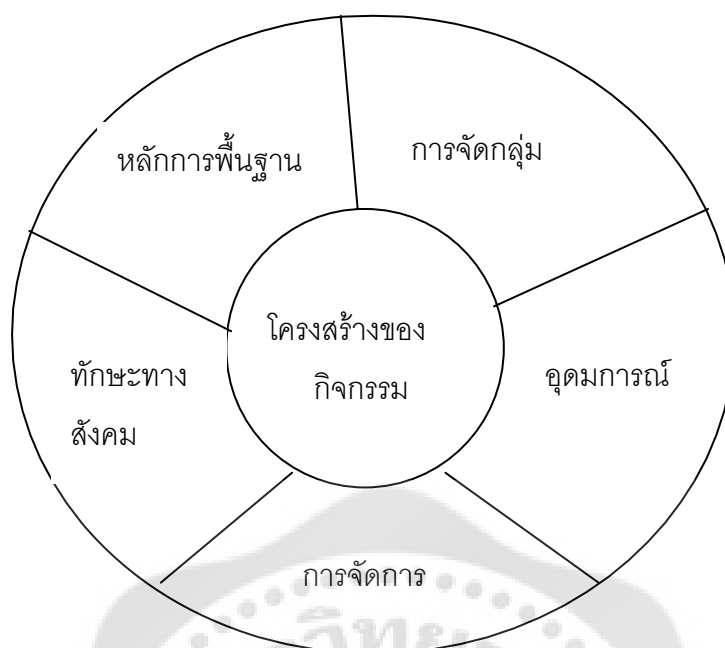 หลักการพื้นฐาน
การจัดกลุ่ม
โครงสร้างของ
กิจกรรม
ทักษะทาง
สังคม
อุดมการณ์
การจัดการ